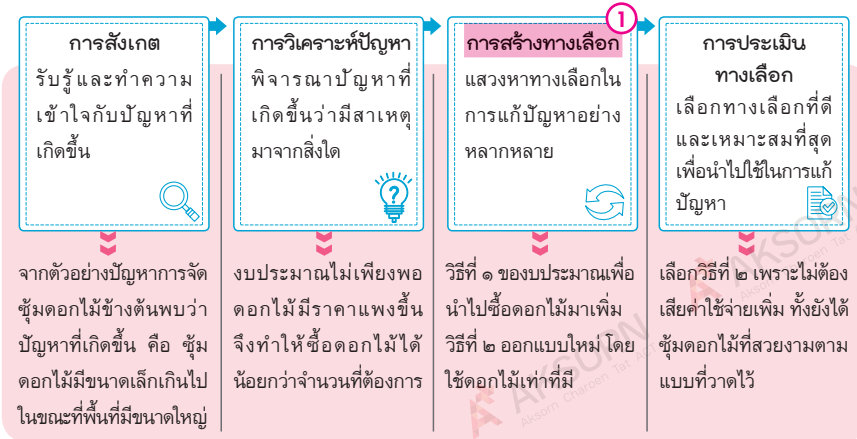 การสังเกต
รับรู้และทำความ
เข้าใจกับปัญหาที่
เกิดขึ้น
การวิเคราะห์ปัญหา
พิจารณาปัญหาที่
เกิดขึ้นว่ามีสาเหตุ
มาจากสิ่งใด
?
1
การสร้างทางเลือก
แสวงหาทางเลือกใน
การแก้ปัญหาอย่าง
หลากหลาย
การประเมิน
ทางเลือก
เลือกทางเลือกที่ดี
และเหมาะสมที่สุด
เพื่อนำไปใช้ในการแก้
ปัญหา
จากตัวอย่างปัญหาการจัด
ซุ้มดอกไม้ข้างต้นพบว่า
ปัญหาที่เกิดขึ้น คือ ซุ้ม
ดอกไม้มีขนาดเล็กเกินไป
ในขณะที่พื้นที่มีขนาดใหญ่
งบประมาณไม่เพียงพอ
ดอกไม้มีราคาแพงขึ้น
จึงทำให้ซื้อดอกไม้ได้
น้อยกว่าจำนวนที่ต้องการ
วิธีที่ ๑ ของบประมาณเพื่อ
นำไปซื้อดอกไม้มาเพิ่ม
วิธีที่ ๒ ออกแบบใหม่ โดย
ใช้ดอกไม้เท่าที่มี
เลือกวิธีที่ ๒ เพราะไม่ต้อง
เสียค่าใช้จ่ายเพิ่ม ทั้งยังได้
ซุ้มดอกไม้ที่สวยงามตาม
แบบที่วาดไว้
AKSORN
Aksorn Charoen Tat ACT
AKSORN
Aksorn Charoen Tat